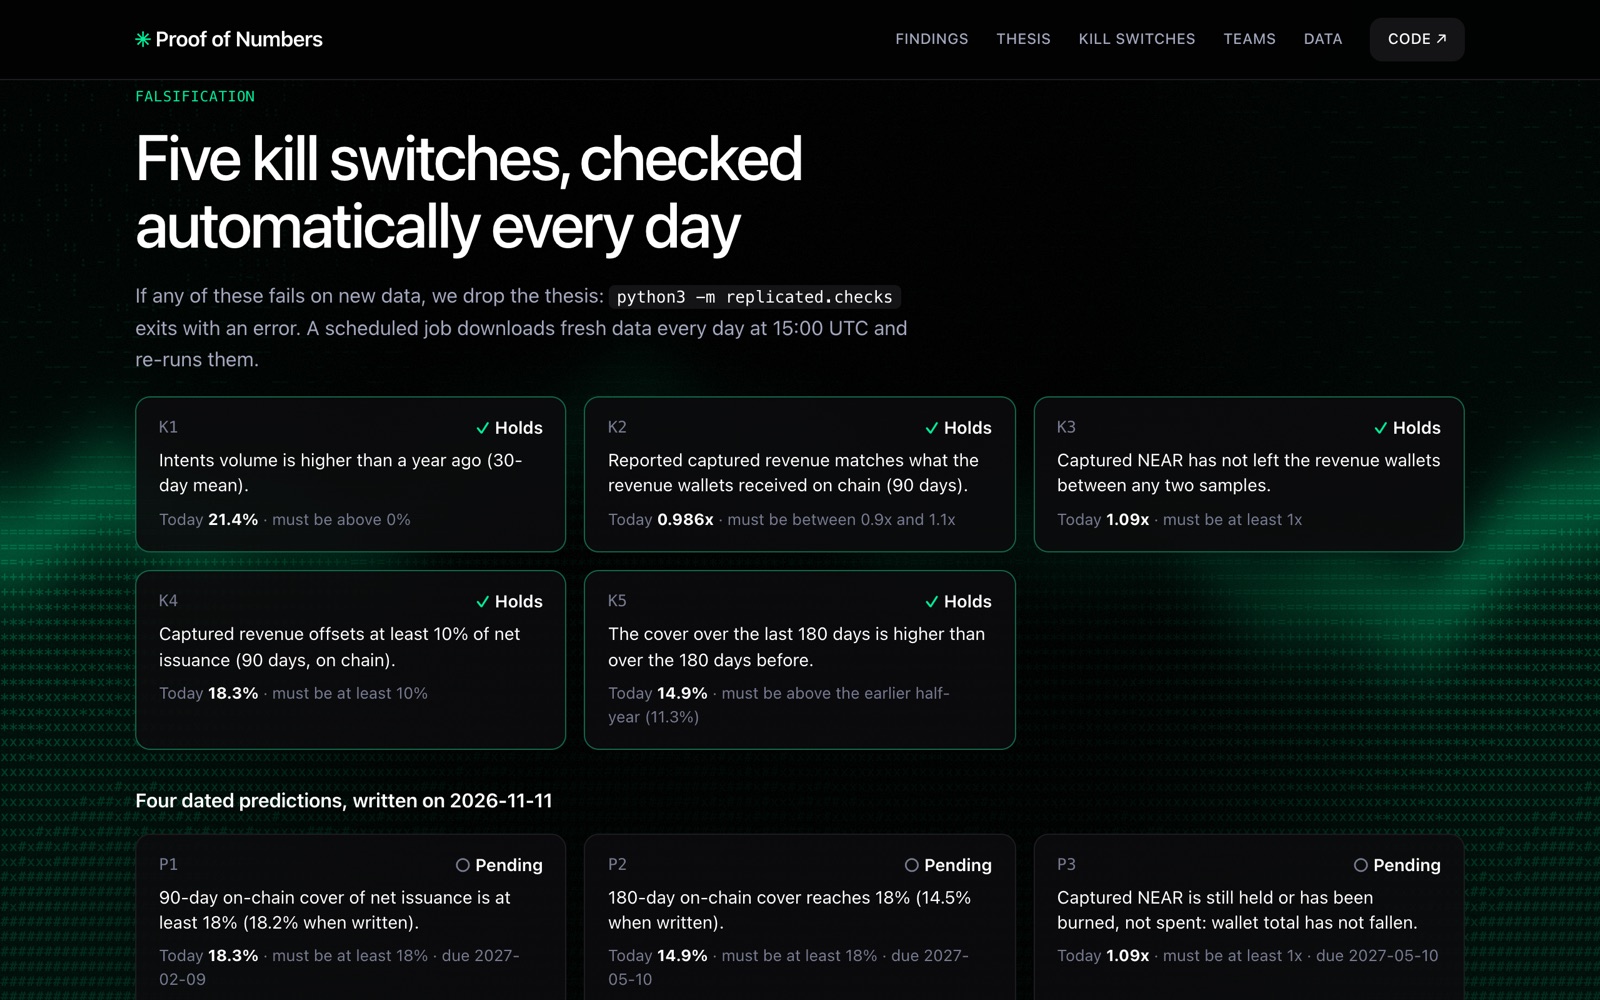 Proof of Numbers
FINDINGS THESIS KILL SWITCHES TEAMS DATA CODE ↗
FALSIFICATION
Five kill switches, checked
automatically every day
If any of these fails on new data, we drop the thesis: python3 -m replicated.checks
exits with an error. A scheduled job downloads fresh data every day at 15:00 UTC and
re-runs them.
K1 ✓ Holds
Intents volume is higher than a year ago (30-
day mean).
Today 21.4% · must be above 0%
K2 ✓ Holds
Reported captured revenue matches what the
revenue wallets received on chain (90 days).
Today 0.986x · must be between 0.9x and 1.1x
K3 ✓ Holds
Captured NEAR has not left the revenue wallets
between any two samples.
Today 1.09x · must be at least 1x
K4 ✓ Holds
Captured revenue offsets at least 10% of net
issuance (90 days, on chain).
Today 18.3% · must be at least 10%
K5 ✓ Holds
The cover over the last 180 days is higher than
over the 180 days before.
Today 14.9% · must be above the earlier half-
year (11.3%)
Four dated predictions, written on 2026-11-11
P1 Pending
90-day on-chain cover of net issuance is at
least 18% (18.2% when written).
Today 18.3% · must be at least 18% · due 2027-
02-09
P2 Pending
180-day on-chain cover reaches 18% (14.5%
when written).
Today 14.9% · must be at least 18% · due 2027-
05-10
P3 Pending
Captured NEAR is still held or has been
burned, not spent: wallet total has not fallen.
Today 1.09x · must be at least 1x · due 2027-05-10